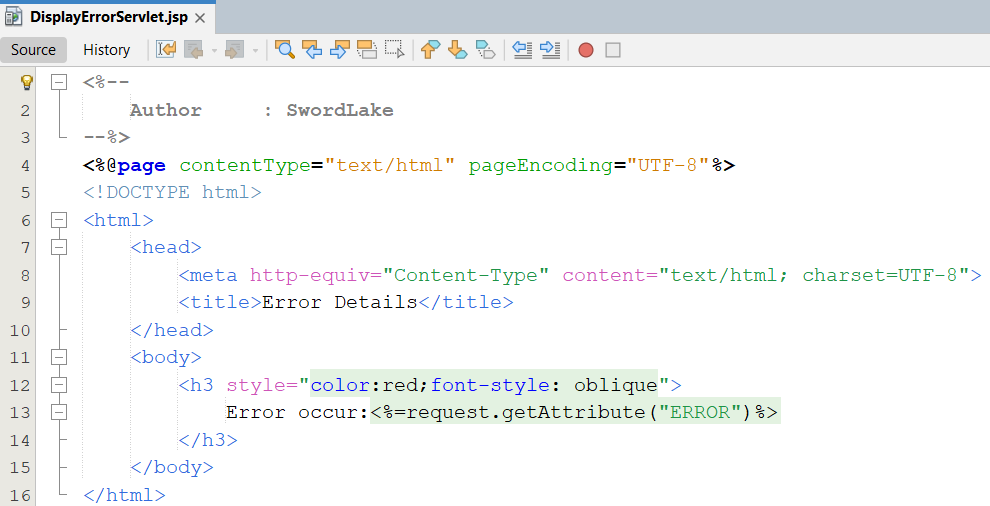 DisplayErrorServlet.jsp
Source History
<%--
2 Author : SwordLake
3 --%>
4 <%@page contentType="text/html" pageEncoding="UTF-8"%>
5 <!DOCTYPE html>
6 <html>
7 <head>
8 <meta http-equiv="Content-Type" content="text/html; charset=UTF-8">
9 <title>Error Details</title>
10 </head>
11 <body>
12 <h3 style="color:red;font-style: oblique">
13 Error occur:<%=request.getAttribute("ERROR")%>
14 </h3>
15 </body>
16 </html>